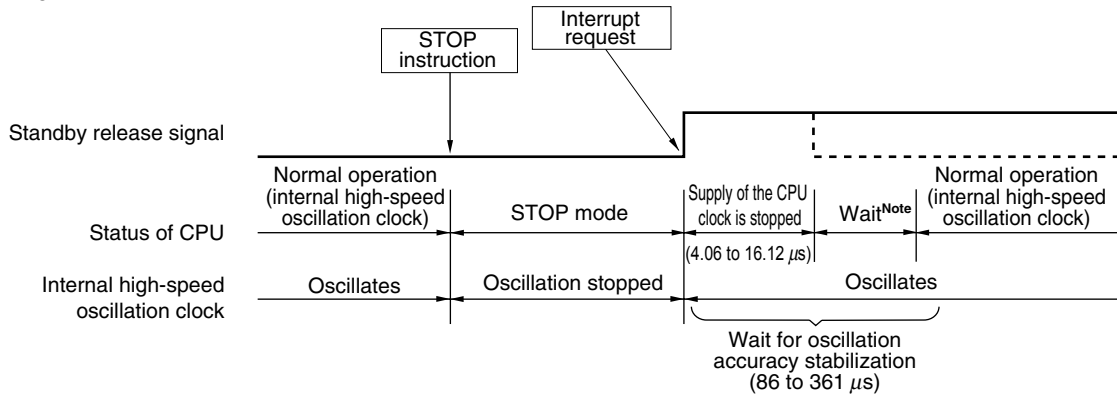 STOP
instruction
Interrupt
request
Standby release signal
Normal operation
(internal high-speed
oscillation clock)
STOP mode
Supply of the CPU
clock is stopped
(4.06 to 16.12 μs)
WaitNote
Normal operation
(internal high-speed
oscillation clock)
Status of CPU
Internal high-speed
oscillation clock
Oscillates
Oscillation stopped
Oscillates
Wait for oscillation
accuracy stabilization
(86 to 361 μs)